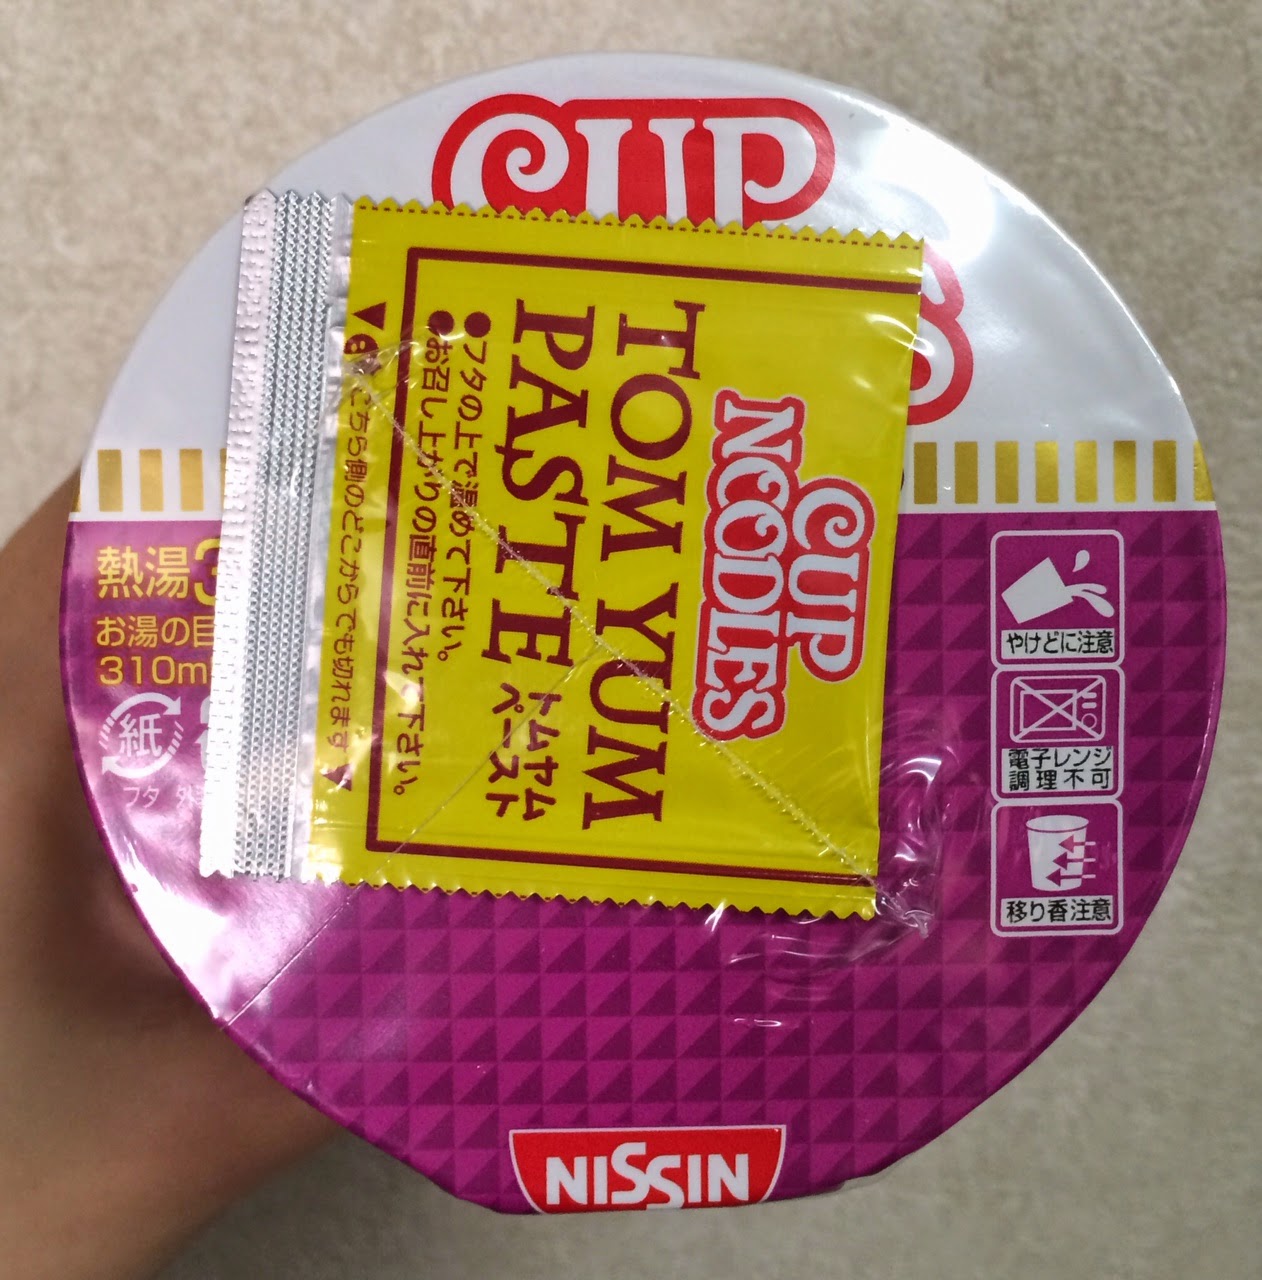 CUP
CUP
NOODLES
TOM YUM
PASTE
トムヤム
ペースト
●フタの上で温めて下さい。
●お召し上がりの直前に入れて下さい。
こちら側のどこからでも切れます
熱湯3
お湯の目
310m
紙
フタ
やけどに注意
電子レンジ
調理不可
移り香注意
NISSIN